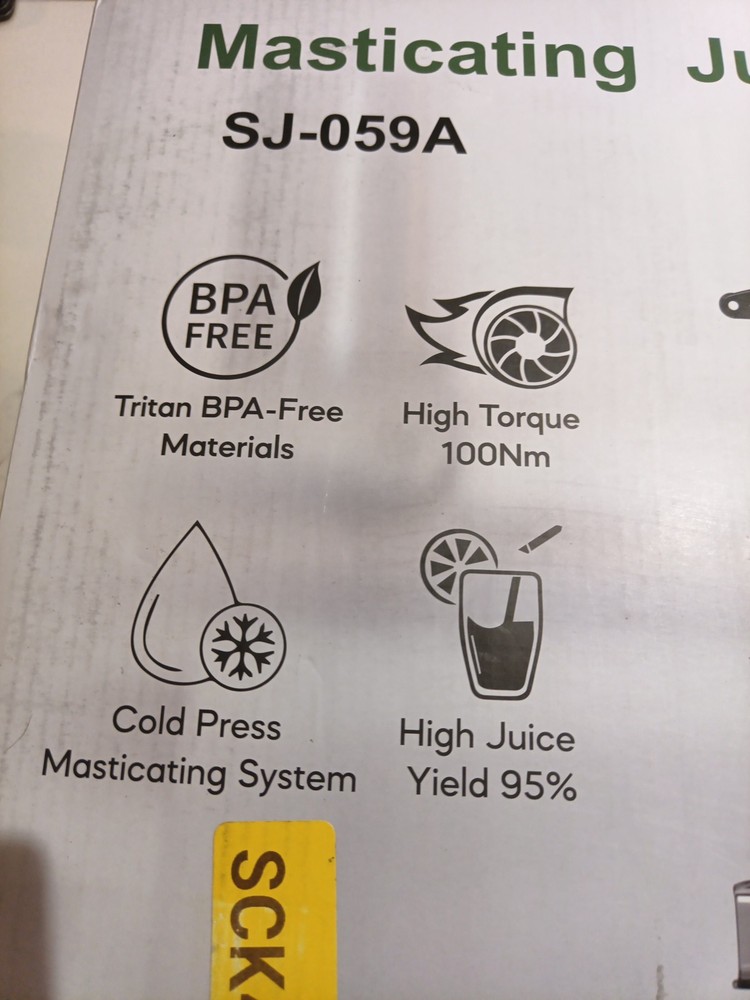 Masticating Ju
SJ-059A
BPA
FREE
Tritan BPA-Free
Materials
High Torque
100Nm
Cold Press
Masticating System
High Juice
Yield 95%
SCK